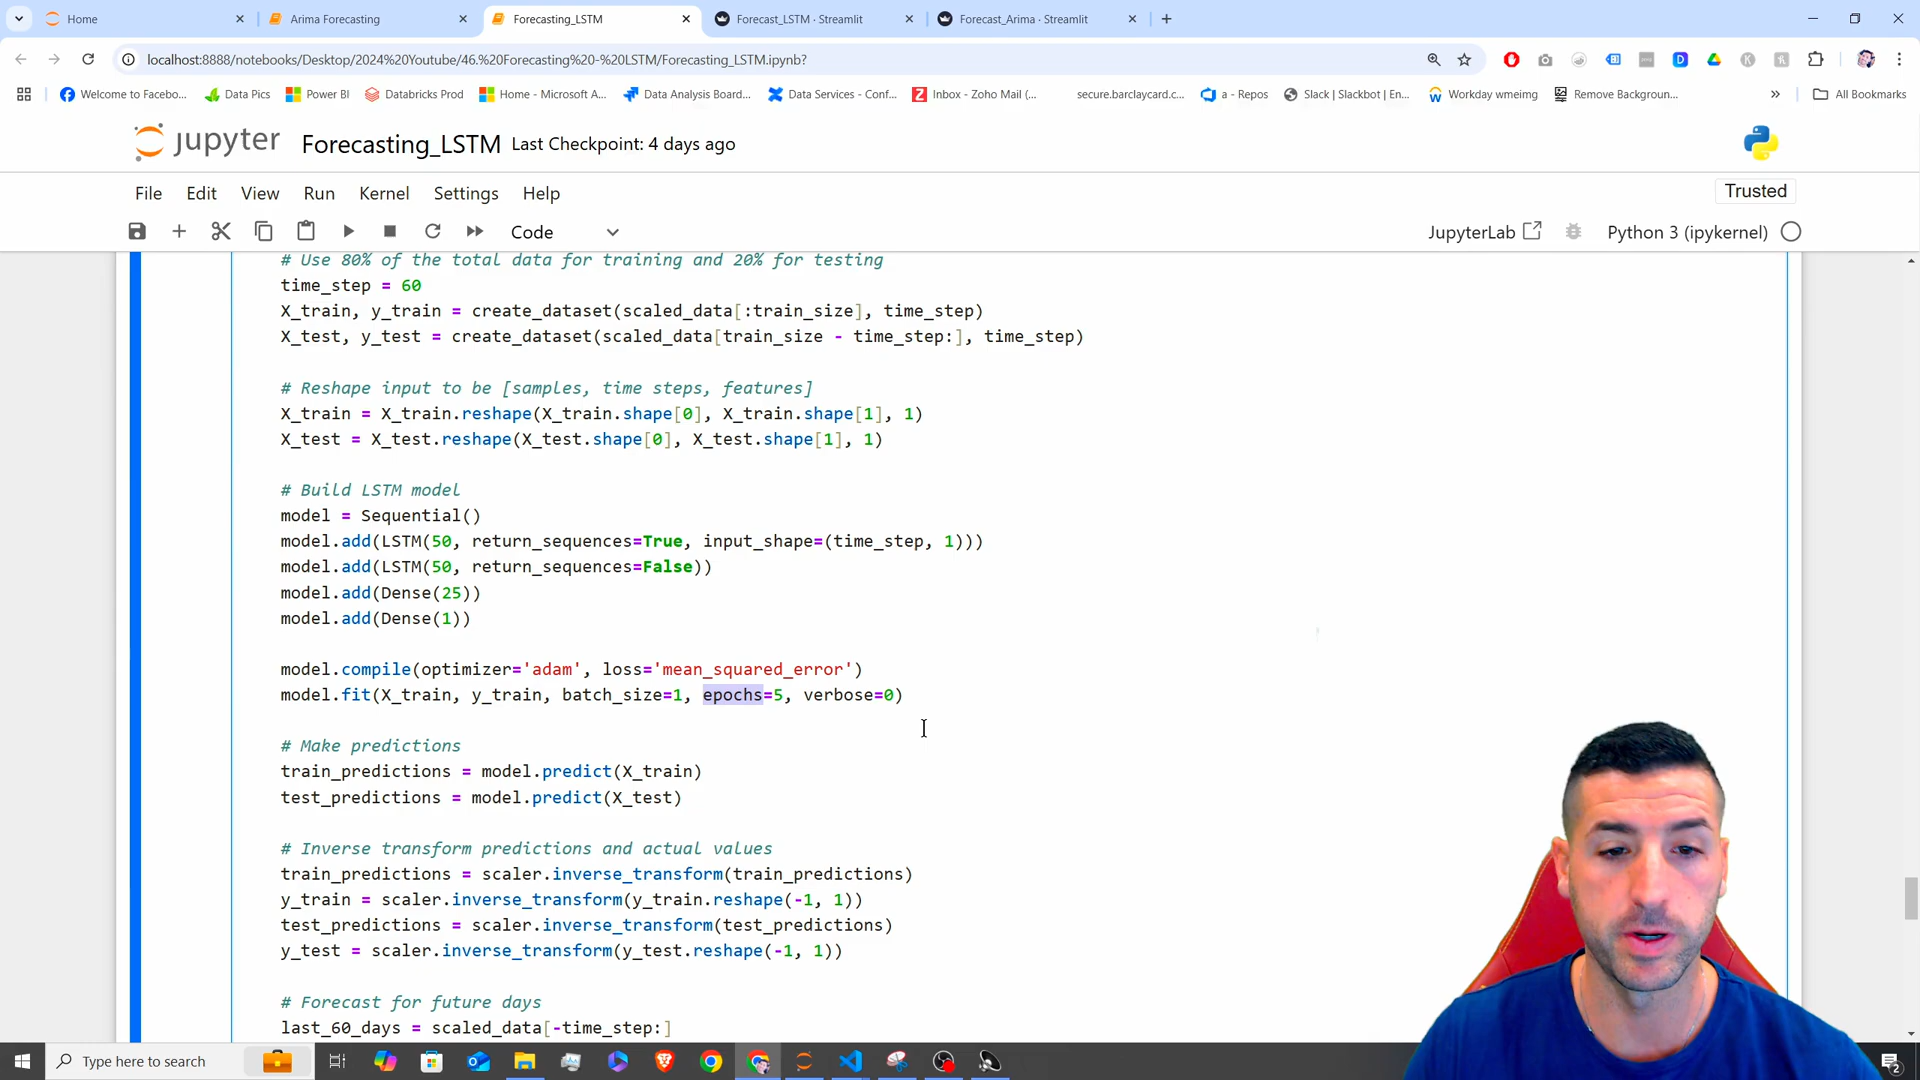 Home
Arima Forecasting
Forecasting_LSTM
Forecast_LSTM · Streamlit
Forecast_Arima · Streamlit
localhost:8888/notebooks/Desktop/2024%20Youtube/46.%20Forecasting%20-%20LSTM/Forecasting_LSTM.ipynb?
Welcome to Facebo...
Data Pics
Power BI
Databricks Prod
Home - Microsoft A...
Data Analysis Board...
Data Services - Conf...
Inbox - Zoho Mail (...
secure.barclaycard.c...
a - Repos
Slack | Slackbot | En...
Workday wmeimg
Remove Backgroun...
All Bookmarks
jupyter
Forecasting_LSTM
Last Checkpoint: 4 days ago
File Edit View Run Kernel Settings Help
Trusted
Code
JupyterLab
Python 3 (ipykernel)
# Use 80% of the total data for training and 20% for testing
time_step = 60
X_train, y_train = create_dataset(scaled_data[:train_size], time_step)
X_test, y_test = create_dataset(scaled_data[train_size - time_step:], time_step)
# Reshape input to be [samples, time steps, features]
X_train = X_train.reshape(X_train.shape[0], X_train.shape[1], 1)
X_test = X_test.reshape(X_test.shape[0], X_test.shape[1], 1)
# Build LSTM model
model = Sequential()
model.add(LSTM(50, return_sequences=True, input_shape=(time_step, 1)))
model.add(LSTM(50, return_sequences=False))
model.add(Dense(25))
model.add(Dense(1))
model.compile(optimizer='adam', loss='mean_squared_error')
model.fit(X_train, y_train, batch_size=1, epochs=5, verbose=0)
# Make predictions
train_predictions = model.predict(X_train)
test_predictions = model.predict(X_test)
# Inverse transform predictions and actual values
train_predictions = scaler.inverse_transform(train_predictions)
y_train = scaler.inverse_transform(y_train.reshape(-1, 1))
test_predictions = scaler.inverse_transform(test_predictions)
y_test = scaler.inverse_transform(y_test.reshape(-1, 1))
# Forecast for future days
last_60_days = scaled_data[-time_step:]
Type here to search
2